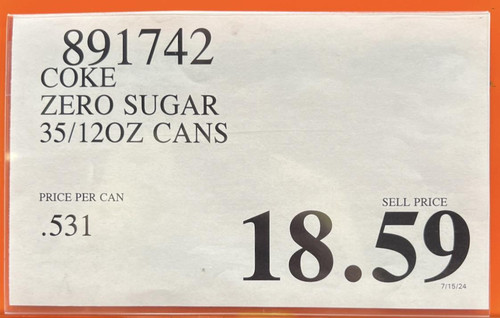 891742
COKE
ZERO SUGAR
35/12OZ CANS
PRICE PER CAN
.531
SELL PRICE
18.59
7/15/24